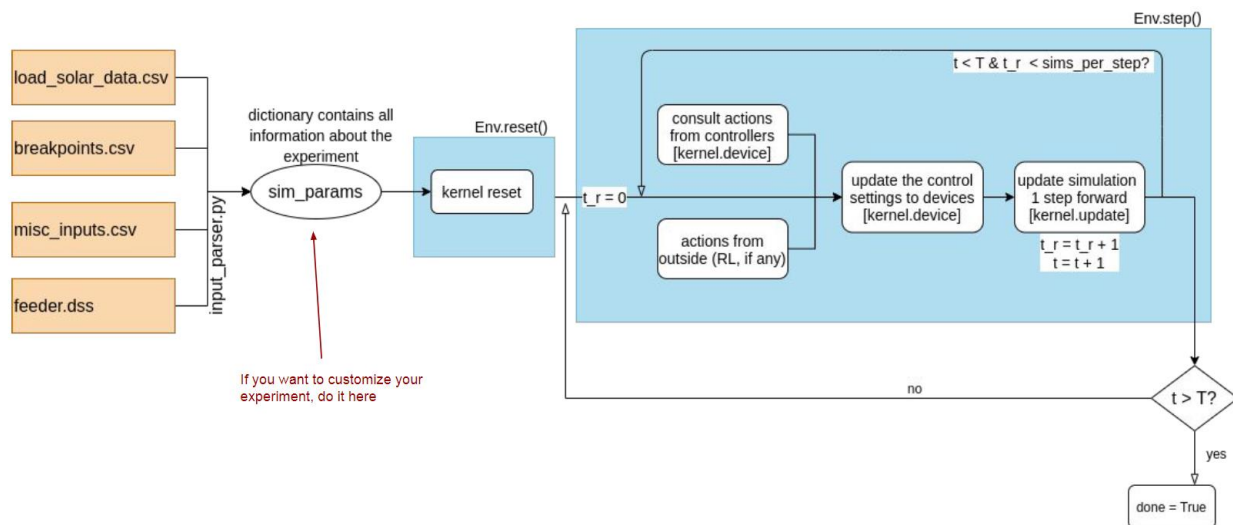 load_solar_data.csv
breakpoints.csv
misc_inputs.csv
feeder.dss
input_parser.py
dictionary contains all
information about the
experiment
sim_params
If you want to customize your
experiment, do it here
Env.reset()
kernel reset
Env.step()
t_r = 0
t < T & t_r < sims_per_step?
consult actions
from controllers
[kernel.device]
actions from
outside (RL, if any)
update the control
settings to devices
[kernel.device]
update simulation
1 step forward
[kernel.update]
t_r = t_r + 1
t = t + 1
t > T?
no
yes
done = True